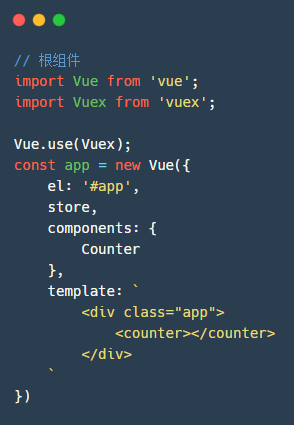 // 根组件
import Vue from 'vue';
import Vuex from 'vuex';

Vue.use(Vuex);
const app = new Vue({
    el: '#app',
    store,
    components: {
        Counter
    },
    template: `
        <div class="app">
            <counter></counter>
        </div>
    `
})